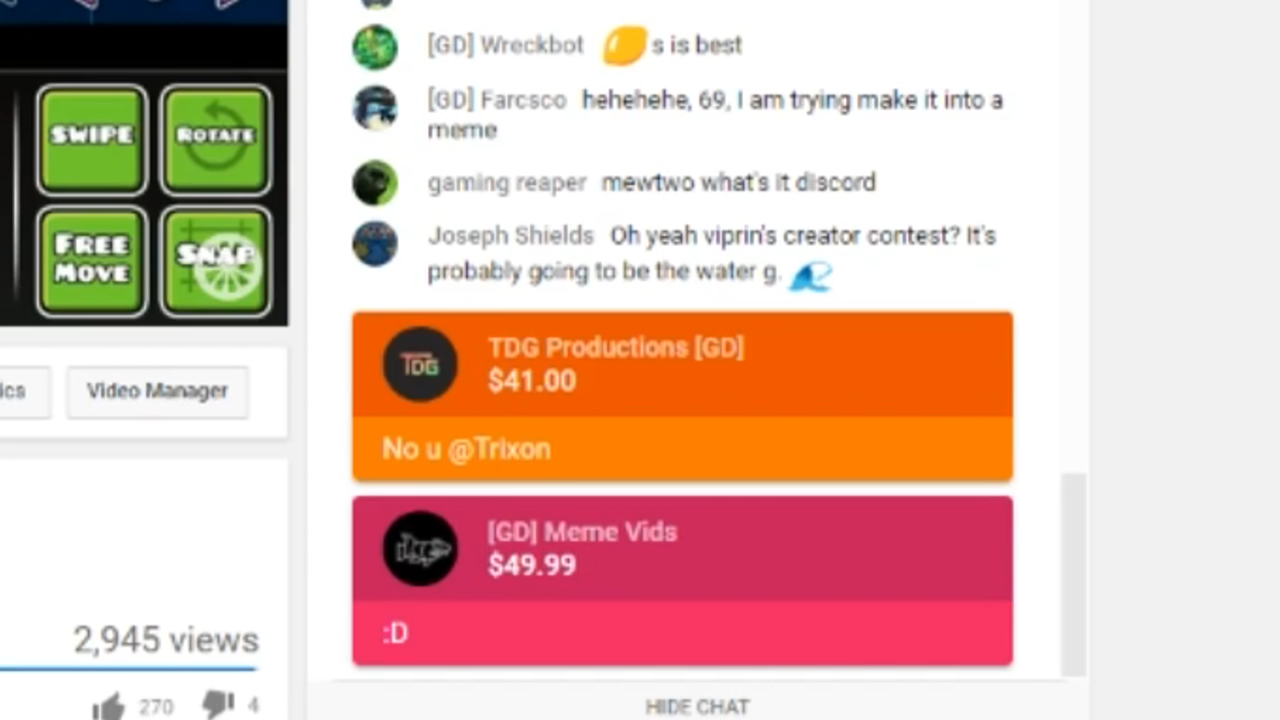 [GD] Wreckbot 🍋 s is best
[GD] Farcsco hehehehe, 69, I am trying make it into a
meme
gaming reaper mewtwo what's it discord
Joseph Shields Oh yeah viprin's creator contest? It's
probably going to be the water g. 🌊
TDG
TDG Productions [GD]
$41.00
No u @Trixon
[GD] Meme Vids
$49.99
:D
HIDE CHAT
SWIPE
ROTATE
FREE
MOVE
SNAP
ics
Video Manager
2,945 views
270
4